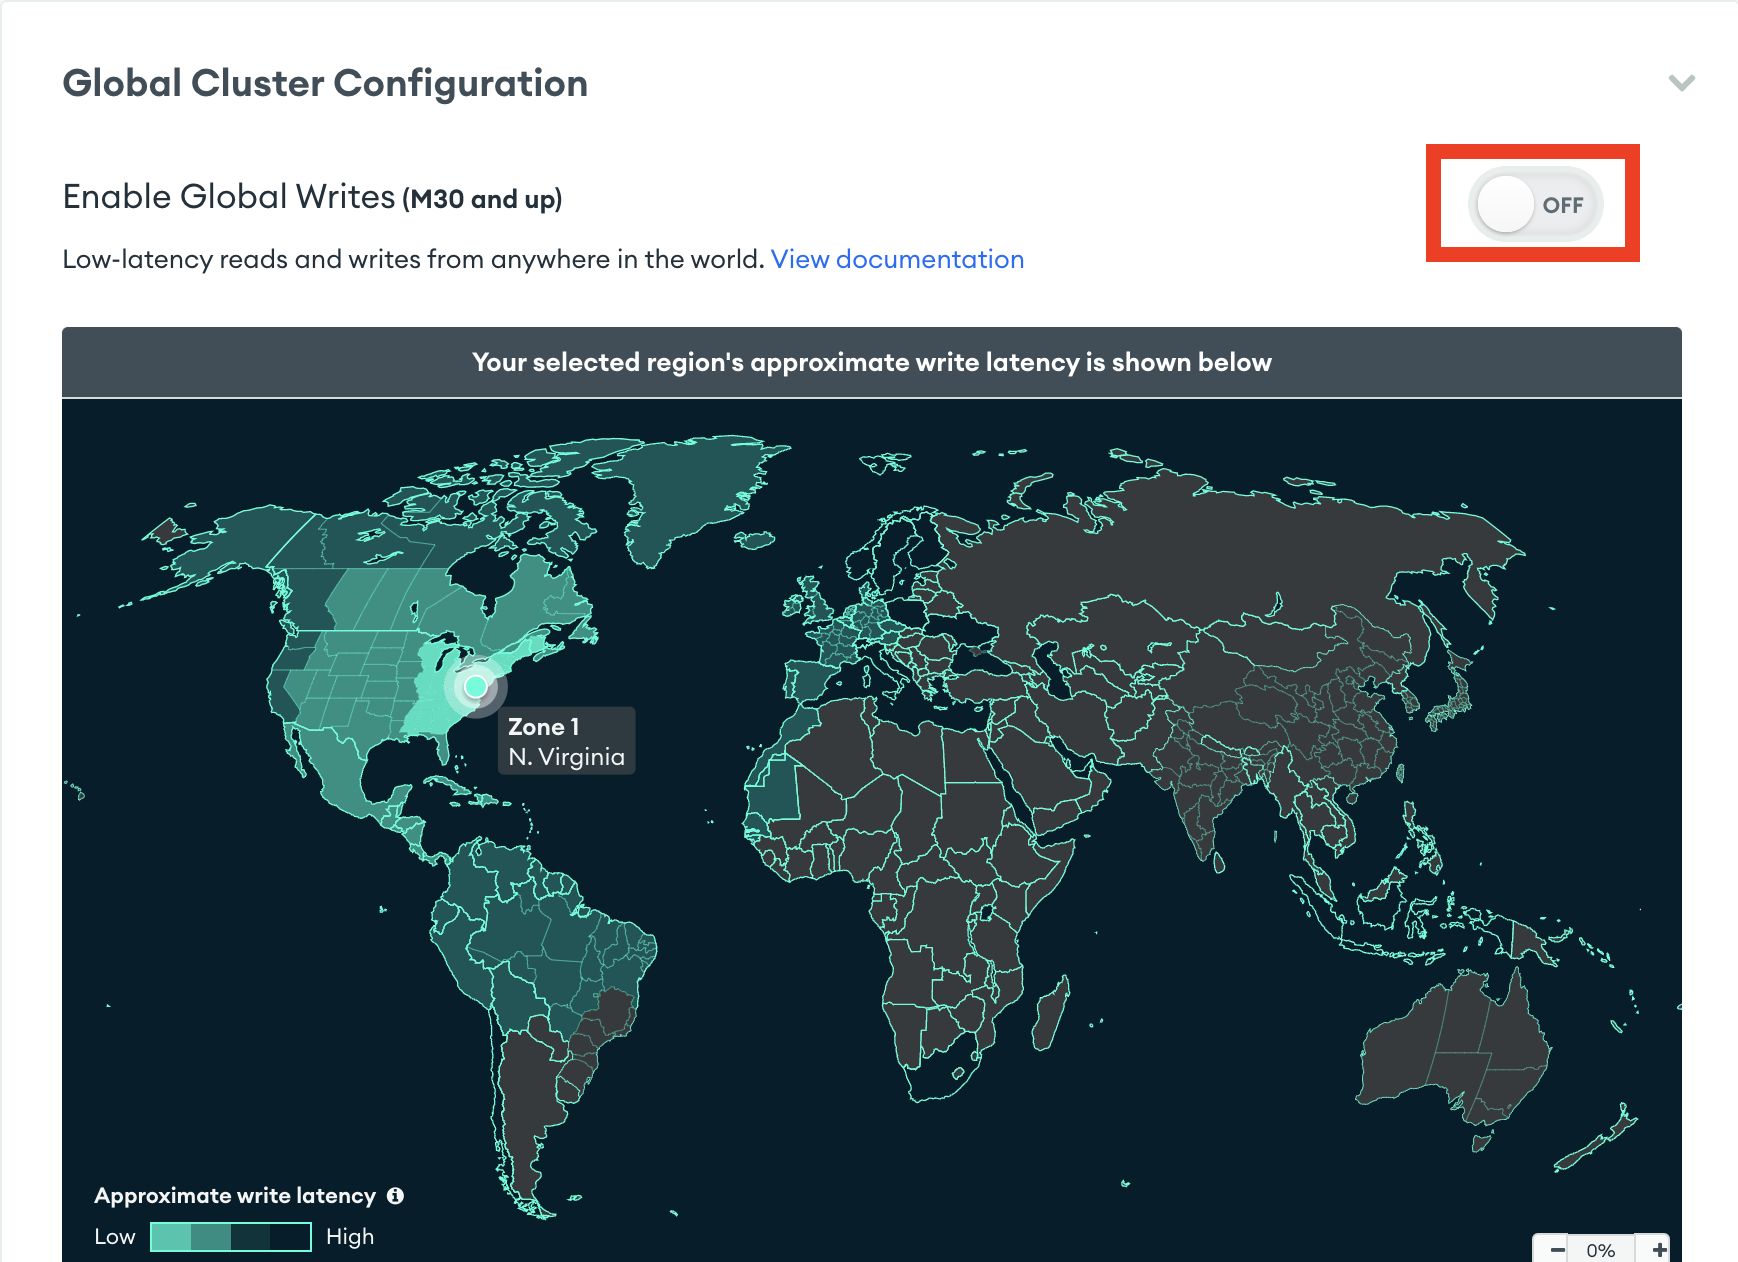 Global Cluster Configuration
Enable Global Writes (M30 and up)
OFF
Low-latency reads and writes from anywhere in the world. View documentation
Your selected region's approximate write latency is shown below
Zone 1
N. Virginia
Approximate write latency
Low
High
− 0% +